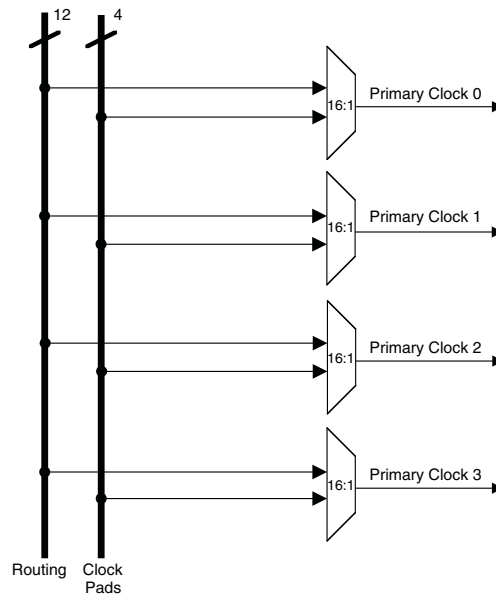 12 4
16:1 Primary Clock 0
16:1 Primary Clock 1
16:1 Primary Clock 2
16:1 Primary Clock 3
Routing Clock
Pads